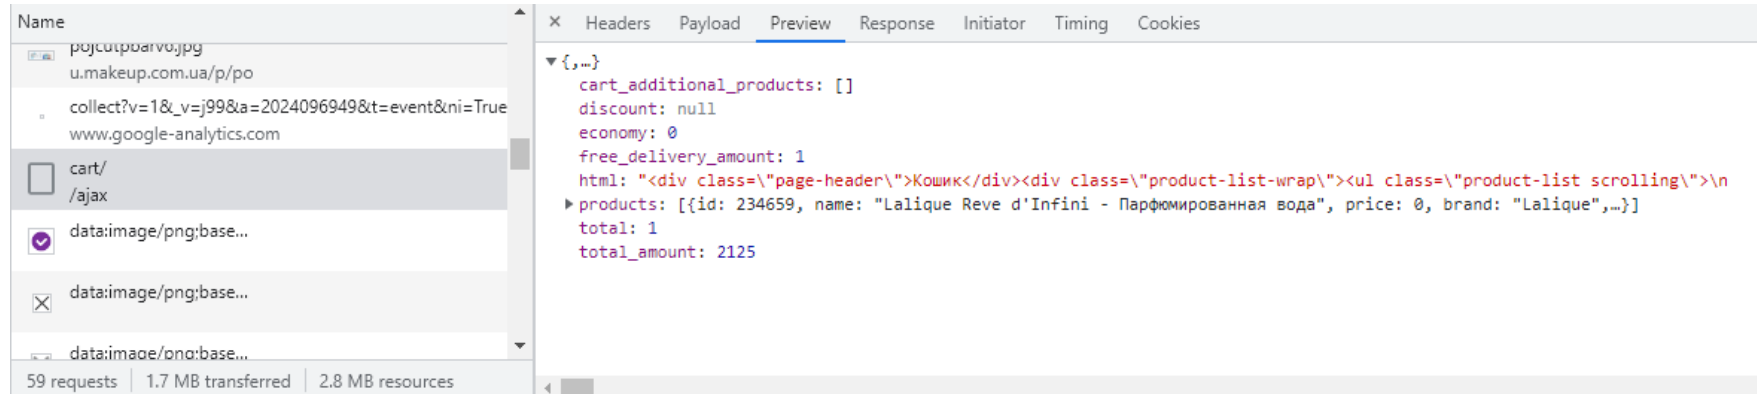 Name
pojcutpbarvo.jpg
u.makeup.com.ua/p/po
collect?v=1&_v=j99&a=2024096949&t=event&ni=True
www.google-analytics.com
cart/
/ajax
data:image/png;base...
data:image/png;base...
data:image/png;base...
59 requests 1.7 MB transferred 2.8 MB resources
× Headers Payload Preview Response Initiator Timing Cookies
▼{,…}
cart_additional_products: []
discount: null
economy: 0
free_delivery_amount: 1
html: "<div class=\"page-header\">Кошик</div><div class=\"product-list-wrap\"><ul class=\"product-list scrolling\">\n
▶products: [{id: 234659, name: "Lalique Reve d'Infini - Парфюмированная вода", price: 0, brand: "Lalique",…}]
total: 1
total_amount: 2125